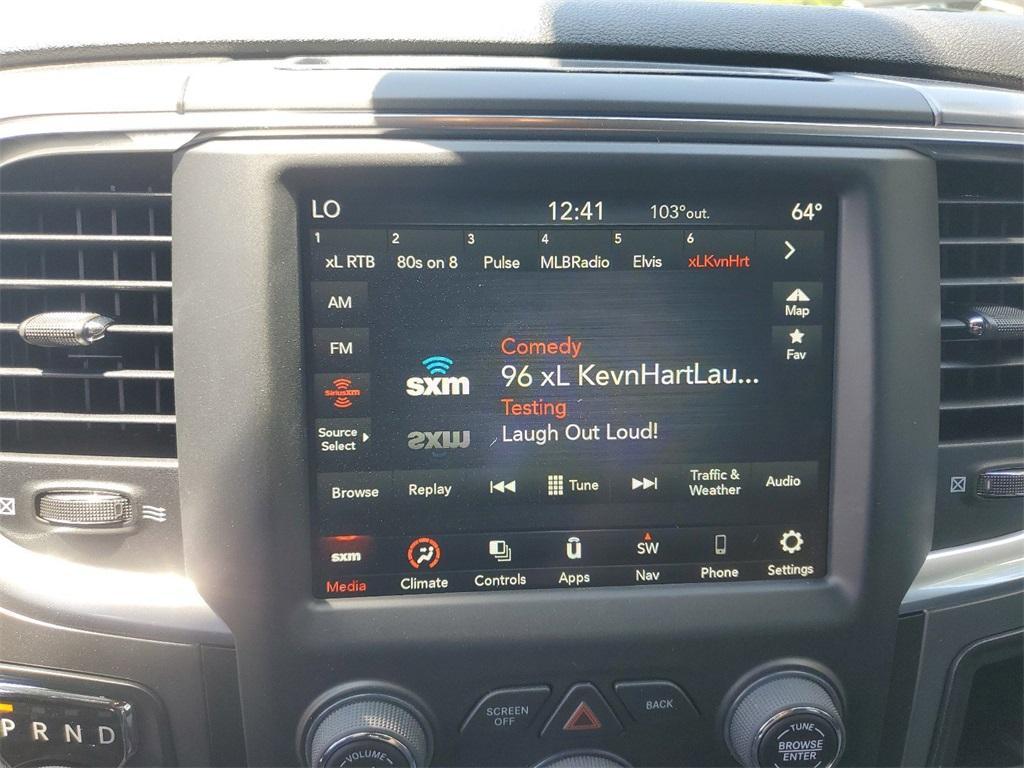 LO 12:41 103°out. 64°
1 2 3 4 5 6
xL RTB 80s on 8 Pulse MLBRadio Elvis xLKvnHrt
AM
Map
FM
Fav
SiriusXM
Source
Select
sxm
Comedy
96 xL KevnHartLau...
Testing
Laugh Out Loud!
Browse Replay Tune Traffic &
Weather Audio
sxm SW
Media Climate Controls Apps Nav Phone Settings
P R N D
SCREEN
OFF
BACK
VOLUME
TUNE
BROWSE
ENTER